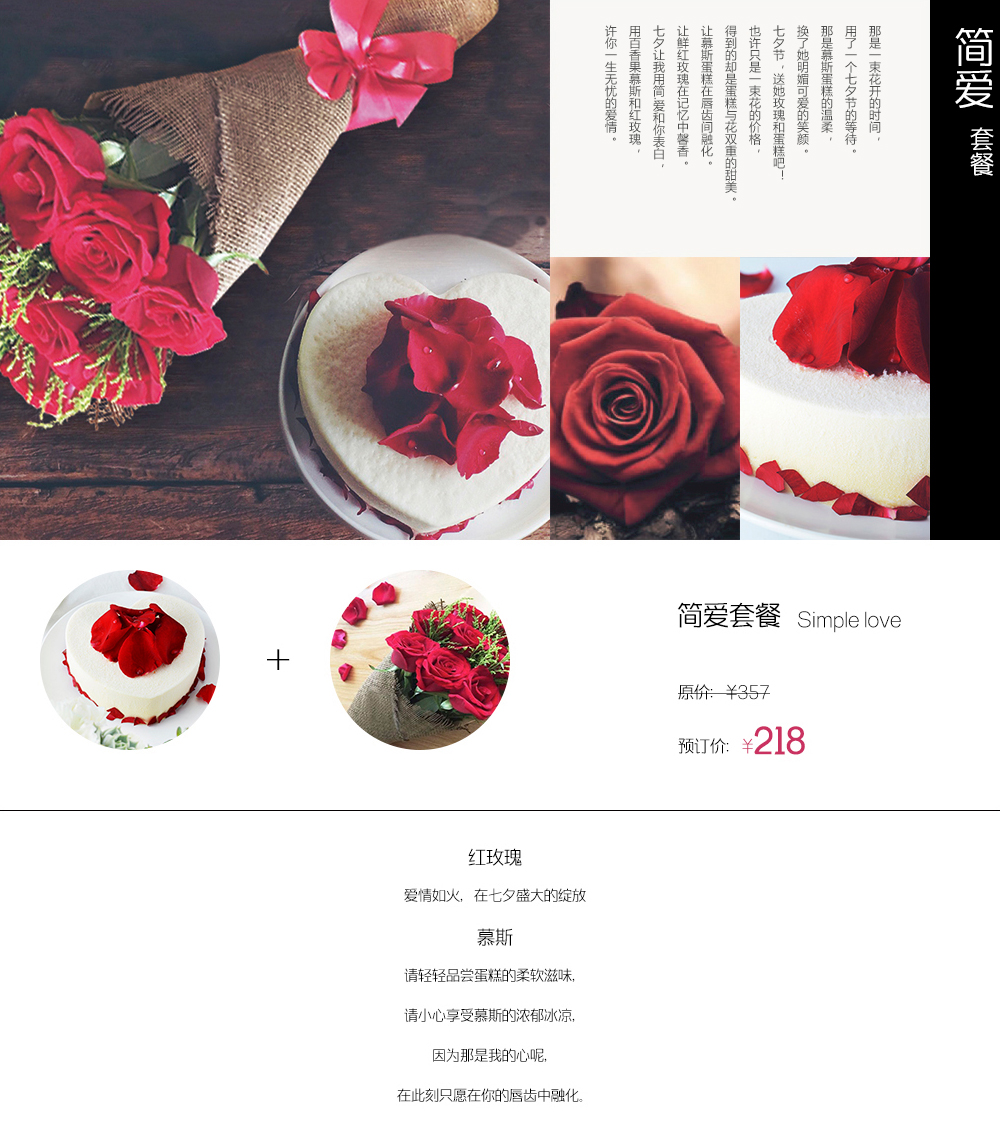 简爱
套餐
那是一束花开的时间，
用了一个七夕节的等待。
那是慕斯蛋糕的温柔，
换了她明媚可爱的笑颜。
七夕节，送她玫瑰和蛋糕吧！
也许只是一束花的价格，
得到的却是蛋糕与花双重的甜美。
让慕斯蛋糕在唇齿间融化。
让鲜红玫瑰在记忆中馨香。
七夕让我用简爱和你表白，
用百香果慕斯和红玫瑰，
许你一生无忧的爱情。
+
简爱套餐 Simple love
原价: ¥357
预订价: ¥218
红玫瑰
爱情如火, 在七夕盛大的绽放
慕斯
请轻轻品尝蛋糕的柔软滋味,
请小心享受慕斯的浓郁冰凉,
因为那是我的心呢,
在此刻只愿在你的唇齿中融化。